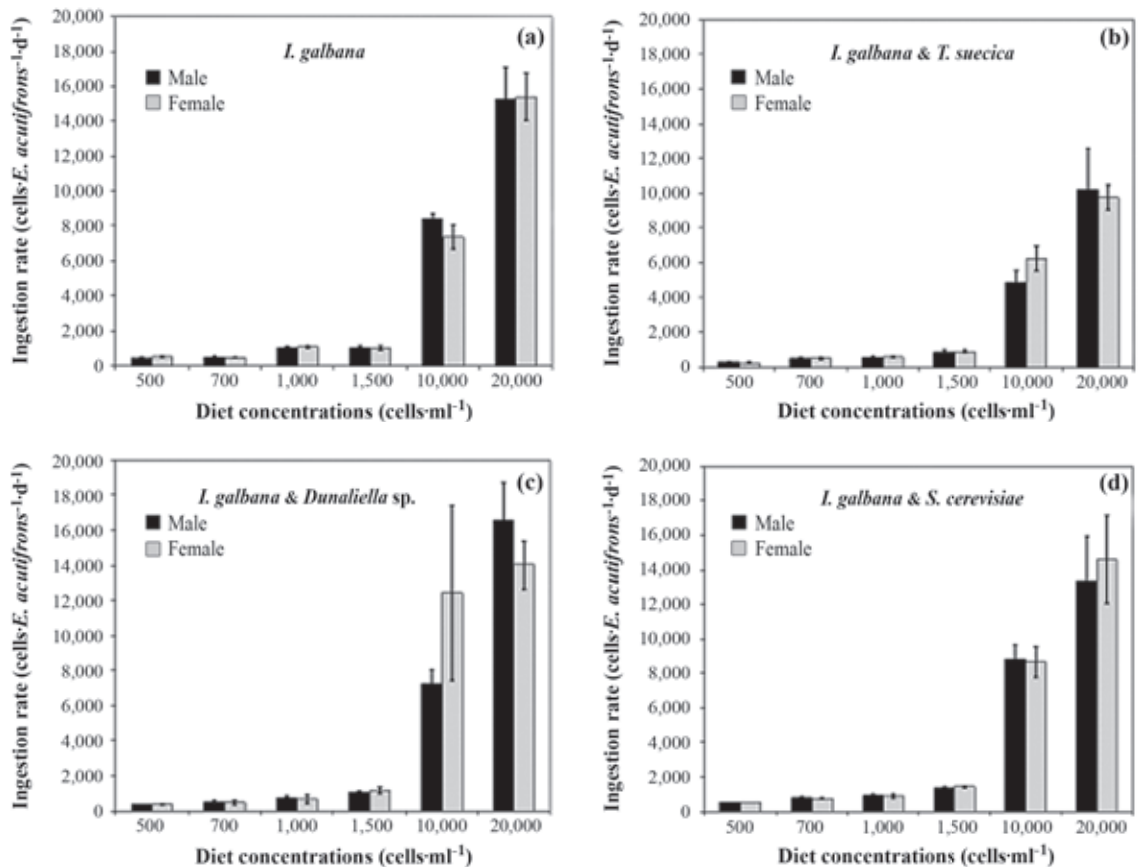 Ingestion rate (cells·E. acutifrons⁻¹·d⁻¹)
20,000
18,000
16,000
14,000
12,000
10,000
8,000
6,000
4,000
2,000
0
(a)
I. galbana
Male
Female
500 700 1,000 1,500 10,000 20,000
Diet concentrations (cells·ml⁻¹)
Ingestion rate (cells·E. acutifrons⁻¹·d⁻¹)
20,000
18,000
16,000
14,000
12,000
10,000
8,000
6,000
4,000
2,000
0
(b)
I. galbana & T. suecica
Male
Female
500 700 1,000 1,500 10,000 20,000
Diet concentrations (cells·ml⁻¹)
Ingestion rate (cells·E. acutifrons⁻¹·d⁻¹)
20,000
18,000
16,000
14,000
12,000
10,000
8,000
6,000
4,000
2,000
0
(c)
I. galbana & Dunaliella sp.
Male
Female
500 700 1,000 1,500 10,000 20,000
Diet concentrations (cells·ml⁻¹)
Ingestion rate (cells·E. acutifrons⁻¹·d⁻¹)
20,000
18,000
16,000
14,000
12,000
10,000
8,000
6,000
4,000
2,000
0
(d)
I. galbana & S. cerevisiae
Male
Female
500 700 1,000 1,500 10,000 20,000
Diet concentrations (cells·ml⁻¹)